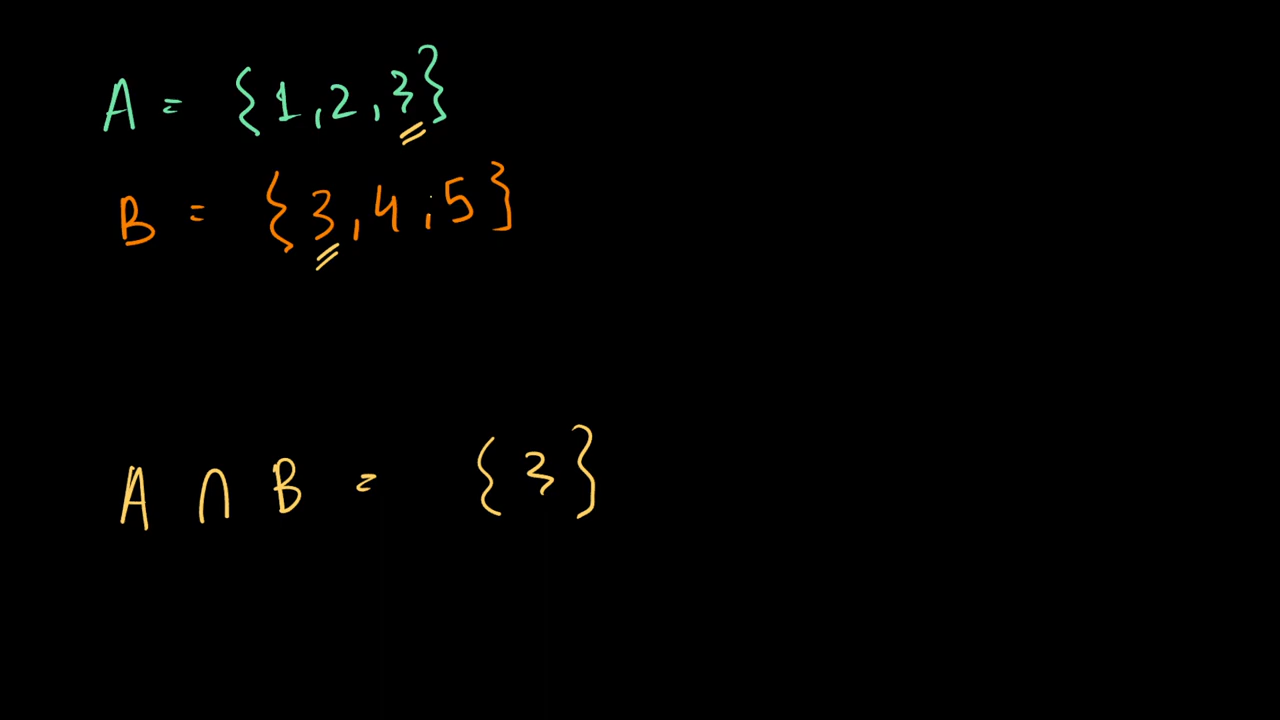 A = {1,2,3}
B = {3,4,5}
A ∩ B = {3}